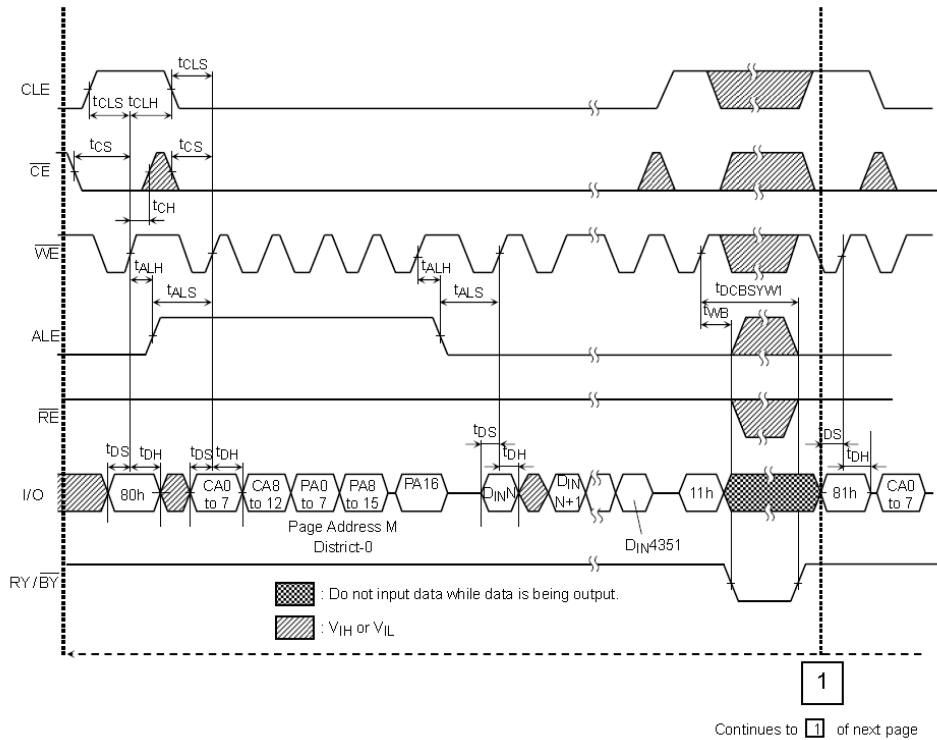 CLE
tCLS
tCLS tCLH
CE
tCS tCS
tCH
WE
tALH tALH
tALS tALS
tDCBSYW1
tWB
ALE
RE
tDS tDH tDS tDH tDS tDH tDS tDH
I/O
80h
CA0 to 7
CA8 to 12
PA0 to 7
PA8 to 15
PA16
DINN
DIN N+1
11h
81h
CA0 to 7
Page Address M
District-0
DIN4351
RY/BY
: Do not input data while data is being output.
: VIH or VIL
1
Continues to 1 of next page